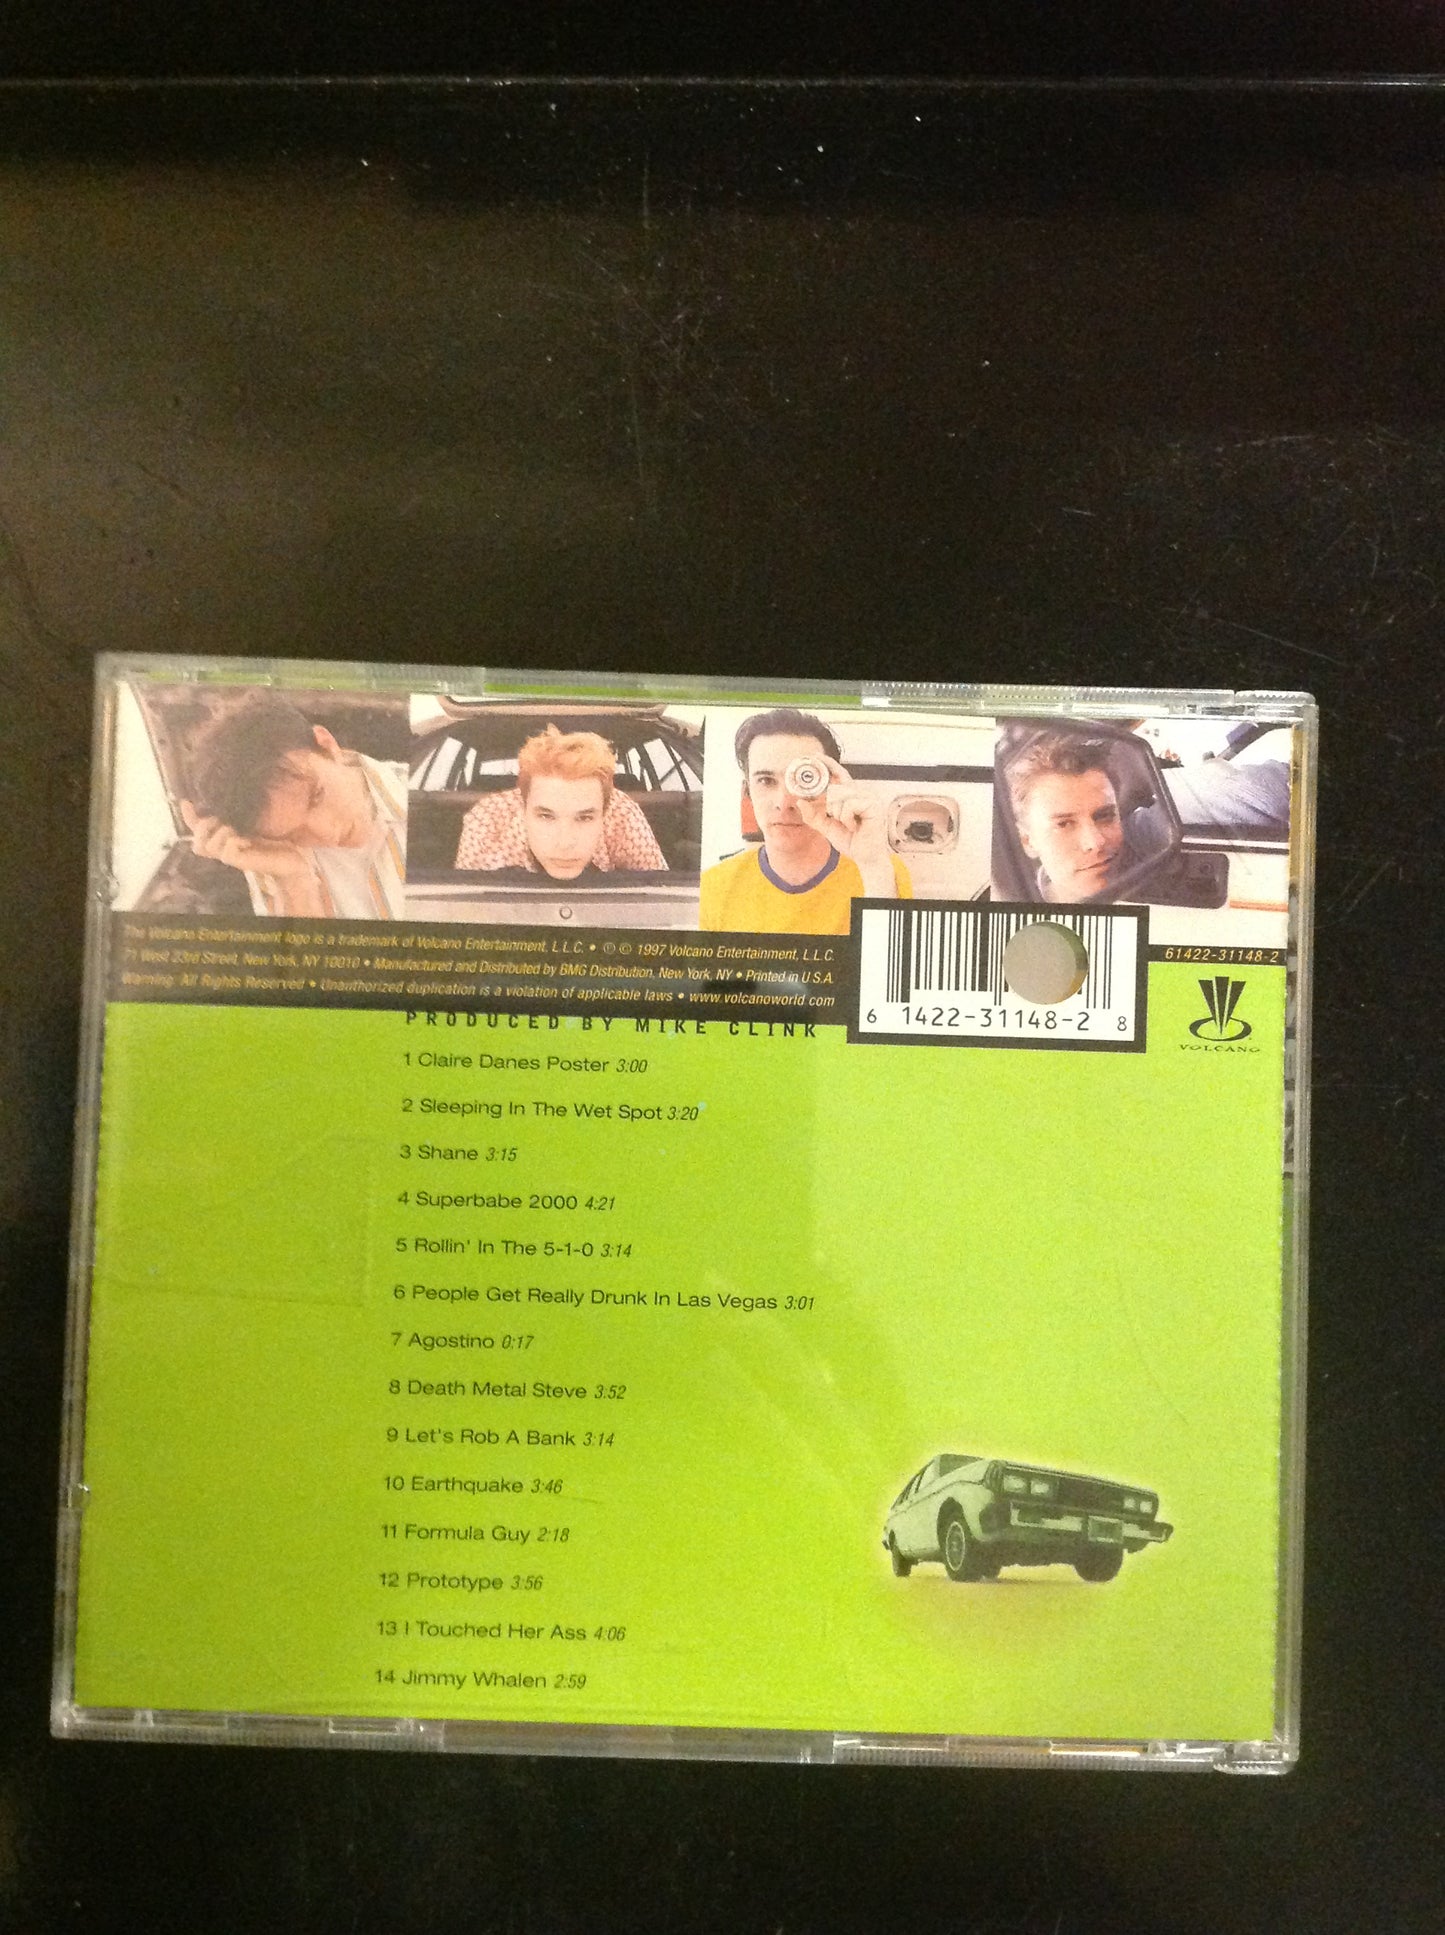 The Volcano Entertainment logo is a trademark of Volcano Entertainment, L.L.C. • ℗ © 1997 Volcano Entertainment, L.L.C.
71 West 23rd Street, New York, NY 10010 • Manufactured and Distributed by BMG Distribution, New York, NY • Printed in U.S.A.
Warning: All Rights Reserved • Unauthorized duplication is a violation of applicable laws • www.volcanoworld.com
6 14422-31148-2 8
61422-31148-2
VOLCANO
PRODUCED BY MIKE CLINK
1 Claire Danes Poster 3:00
2 Sleeping In The Wet Spot 3:20
3 Shane 3:15
4 Superbabe 2000 4:21
5 Rollin' In The 5-1-0 3:14
6 People Get Really Drunk In Las Vegas 3:01
7 Agostino 0:17
8 Death Metal Steve 3:52
9 Let's Rob A Bank 3:14
10 Earthquake 3:46
11 Formula Guy 2:18
12 Prototype 3:56
13 I Touched Her Ass 4:06
14 Jimmy Whalen 2:59